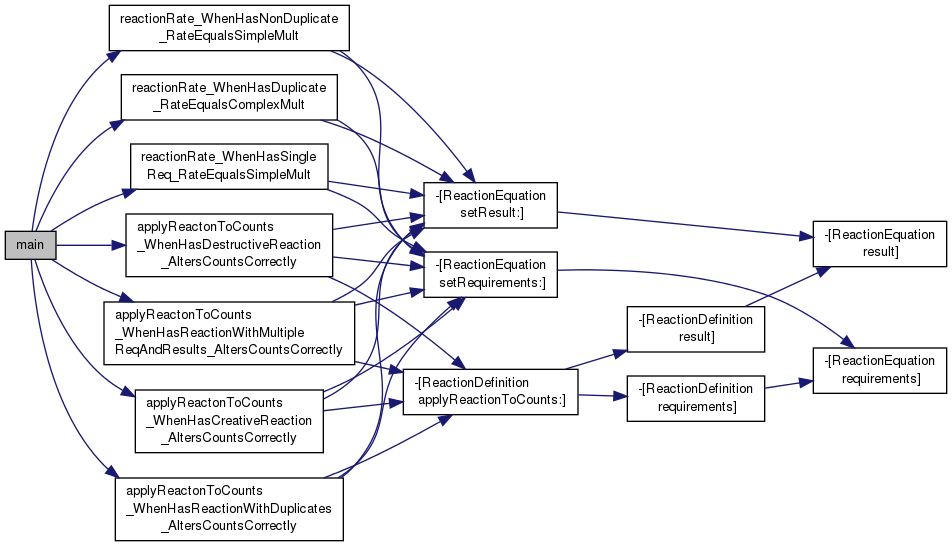 main
reactionRate_WhenHasNonDuplicate
_RateEqualsSimpleMult
reactionRate_WhenHasDuplicate
_RateEqualsComplexMult
reactionRate_WhenHasSingle
Req_RateEqualsSimpleMult
applyReactonToCounts
_WhenHasDestructiveReaction
_AltersCountsCorrectly
applyReactonToCounts
_WhenHasReactionWithMultiple
ReqAndResults_AltersCountsCorrectly
applyReactonToCounts
_WhenHasCreativeReaction
_AltersCountsCorrectly
applyReactonToCounts
_WhenHasReactionWithDuplicates
_AltersCountsCorrectly
-[ReactionEquation
setResult:]
-[ReactionEquation
setRequirements:]
-[ReactionDefinition
applyReactionToCounts:]
-[ReactionDefinition
result]
-[ReactionDefinition
requirements]
-[ReactionEquation
result]
-[ReactionEquation
requirements]